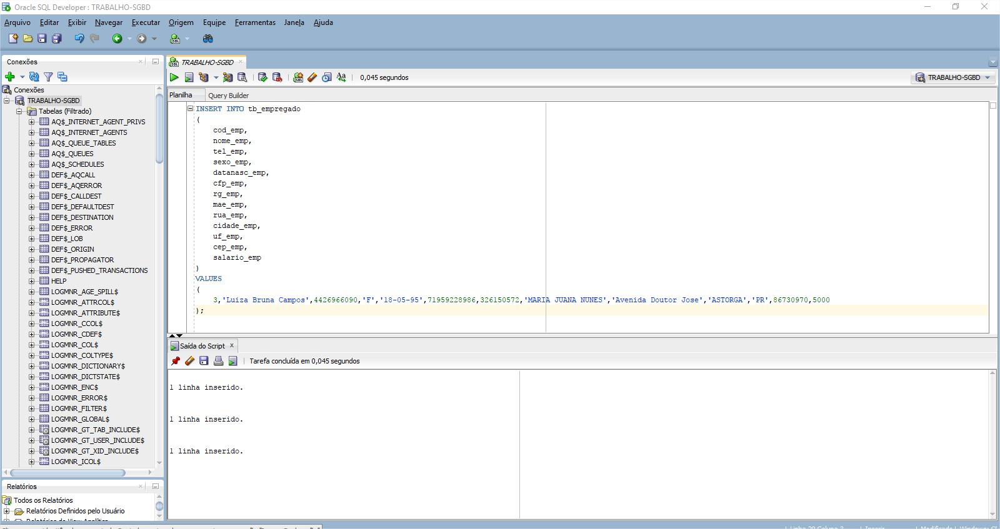 Oracle SQL Developer : TRABALHO-SGBD
Arquivo Editar Exibir Navegar Executar Origem Equipe Ferramentas Janela Ajuda
Conexões
Conexões
TRABALHO-SGBD
Tabelas (Filtrado)
AQ$_INTERNET_AGENT_PRIVS
AQ$_INTERNET_AGENTS
AQ$_QUEUE_TABLES
AQ$_QUEUES
AQ$_SCHEDULES
DEF$_AQCALL
DEF$_AQERROR
DEF$_CALLDEST
DEF$_DEFAULTDEST
DEF$_DESTINATION
DEF$_ERROR
DEF$_LOB
DEF$_ORIGIN
DEF$_PROPAGATOR
DEF$_PUSHED_TRANSACTIONS
HELP
LOGMNR_AGE_SPILL$
LOGMNR_ATTRCOL$
LOGMNR_ATTRIBUTE$
LOGMNR_CCOL$
LOGMNR_CDEF$
LOGMNR_COL$
LOGMNR_COLTYPE$
LOGMNR_DICTIONARY$
LOGMNR_DICTSTATE$
LOGMNR_ENC$
LOGMNR_ERROR$
LOGMNR_FILTER$
LOGMNR_GLOBAL$
LOGMNR_GT_TAB_INCLUDE$
LOGMNR_GT_USER_INCLUDE$
LOGMNR_GT_XID_INCLUDE$
LOGMNR_ICOL$
Relatórios
Todos os Relatórios
Relatórios Definidos pelo Usuário
TRABALHO-SGBD
0,045 segundos
TRABALHO-SGBD
Planilha Query Builder
INSERT INTO tb_empregado
(
cod_emp,
nome_emp,
tel_emp,
sexo_emp,
datanasc_emp,
cfp_emp,
rg_emp,
mae_emp,
rua_emp,
cidade_emp,
uf_emp,
cep_emp,
salario_emp
)
VALUES
(
3,'Luiza Bruna Campos',4426966090,'F','18-05-95',71959228986,326150572,'MARIA JUANA NUNES','Avenida Doutor Jose','ASTORGA','PR',86730970,5000
);
Saída do Script x
Tarefa concluída em 0,045 segundos
1 linha inserido.
1 linha inserido.
1 linha inserido.